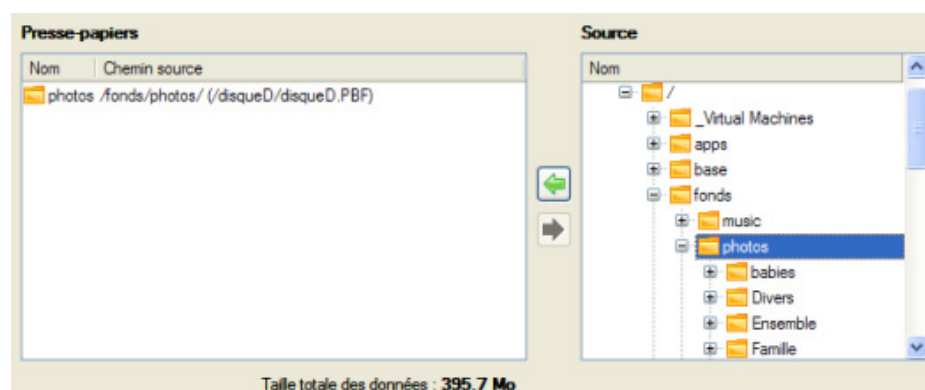 Presse-papiers
Nom Chemin source
photos /fonds/photos/ (/disqueD/disqueD.PBF)
Source
Nom
/
_Virtual Machines
apps
base
fonds
music
photos
babies
Divers
Ensemble
Famille
Taille totale des données : 395,7 Mo